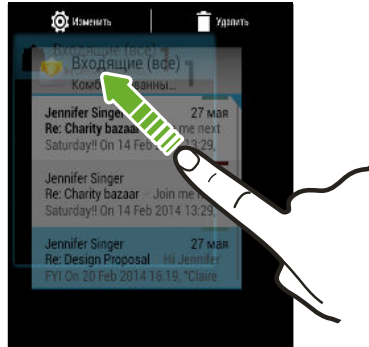 Изменить
Удалить
Входящие (все)
Входящие (все)
1
Комб ванны...
Jennifer Singer 27 мая
Re: Charity bazaar me next
Saturday!! On 14 Feb 13:29,
Jennifer Singer
Re: Charity bazaar – Join me
Saturday!! On 14 Feb 2014 13:29,
Jennifer Singer 27 мая
Re: Design Proposal Hi Jennifer
FYI On 20 Feb 2014 16:19, "Claire